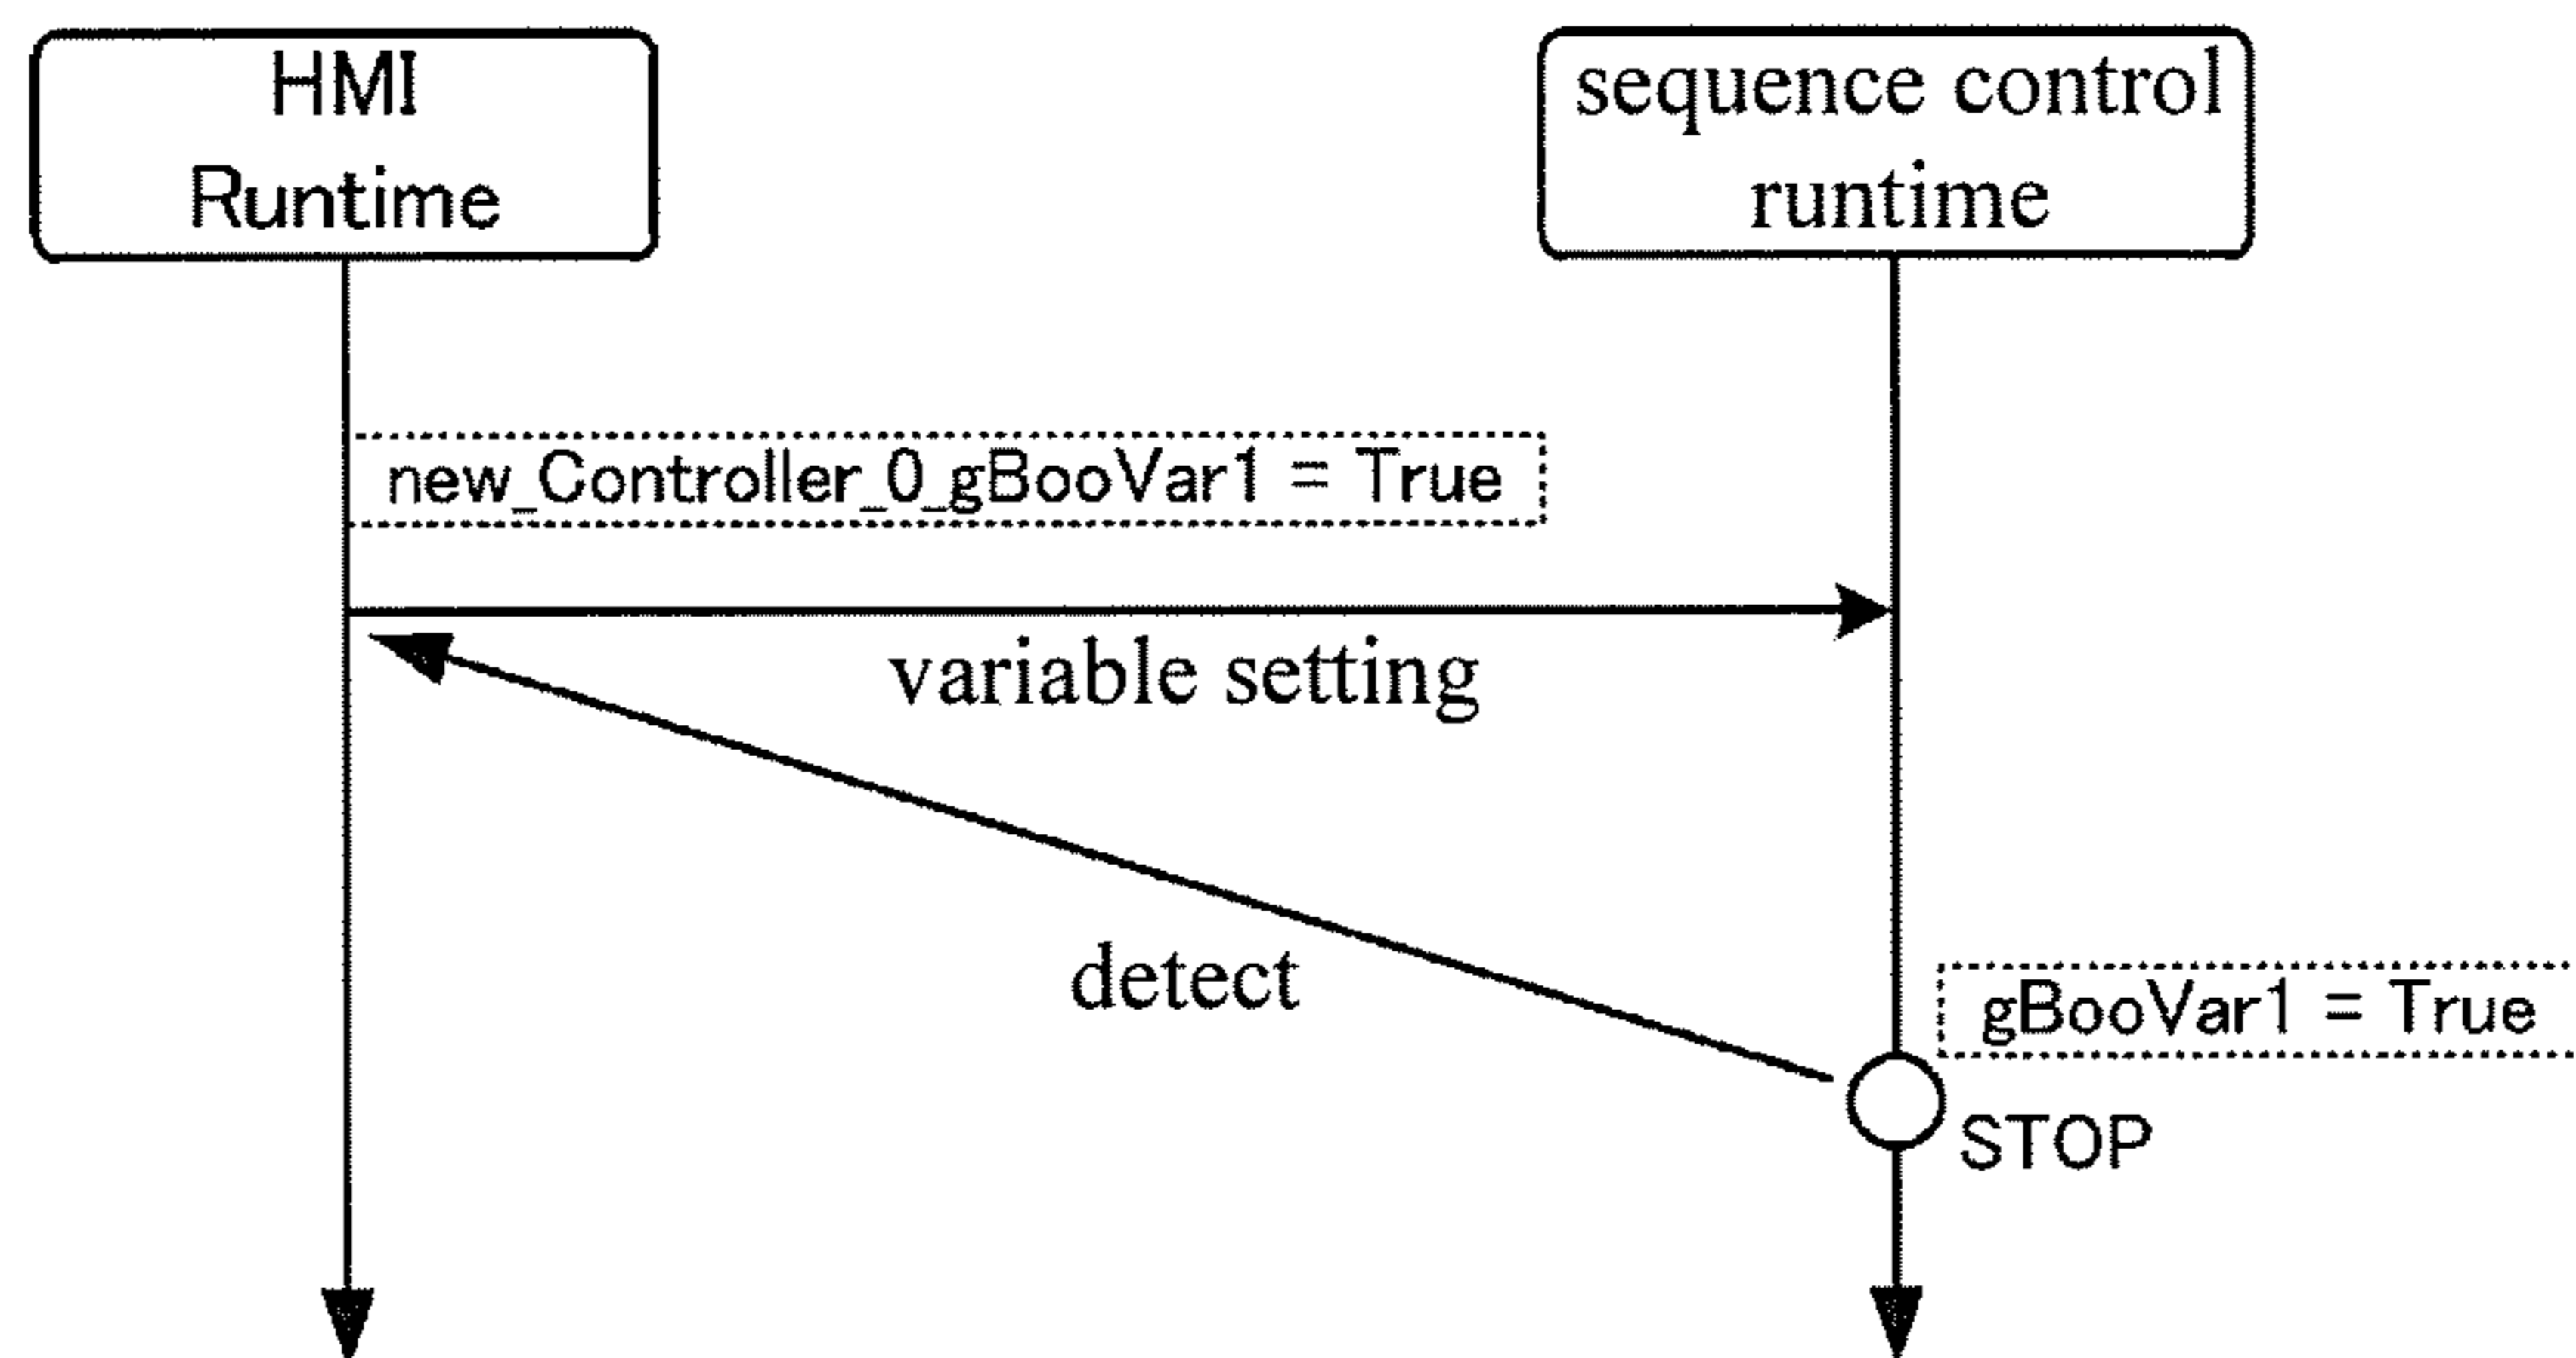 HMI
Runtime
sequence control
runtime
new_Controller_0_gBooVar1 = True
variable setting
detect
gBooVar1 = True
STOP